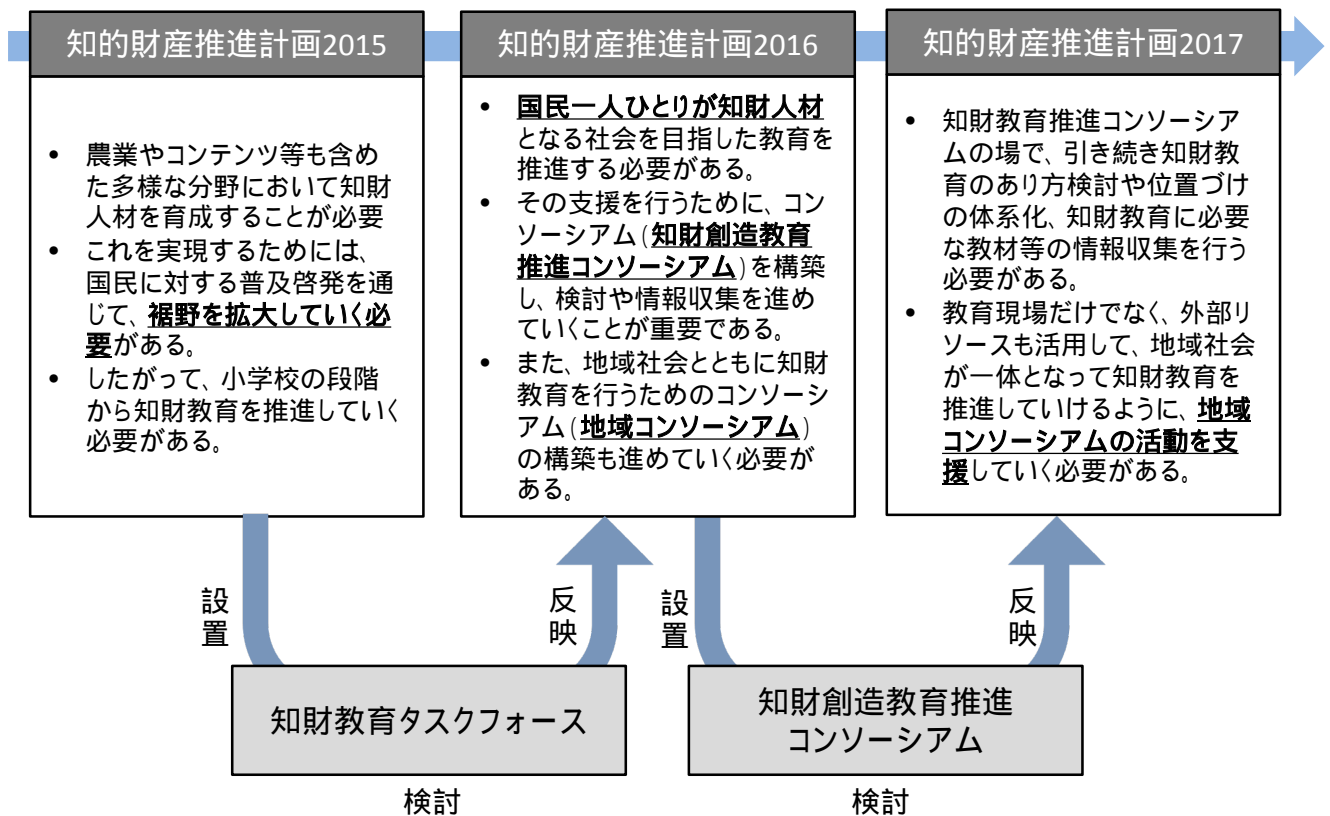 知的財産推進計画2015
• 農業やコンテンツ等も含め
た多様な分野において知財
人材を育成することが必要
• これを実現するためには、
国民に対する普及啓発を通
じて、裾野を拡大していく必
要がある。
• したがって、小学校の段階
から知財教育を推進していく
必要がある。
知的財産推進計画2016
• 国民一人ひとりが知財人材
となる社会を目指した教育を
推進する必要がある。
• その支援を行うために、コン
ソーシアム(知財創造教育
推進コンソーシアム)を構築
し、検討や情報収集を進め
ていくことが重要である。
• また、地域社会とともに知財
教育を行うためのコンソーシ
アム(地域コンソーシアム)
の構築も進めていく必要が
ある。
知的財産推進計画2017
• 知財教育推進コンソーシア
ムの場で、引き続き知財教
育のあり方検討や位置づけ
の体系化、知財教育に必要
な教材等の情報収集を行う
必要がある。
• 教育現場だけでなく、外部リ
ソースも活用して、地域社会
が一体となって知財教育を
推進していけるように、地域
コンソーシアムの活動を支
援していく必要がある。
設置
反映
設置
反映
知財教育タスクフォース
検討
知財創造教育推進
コンソーシアム
検討